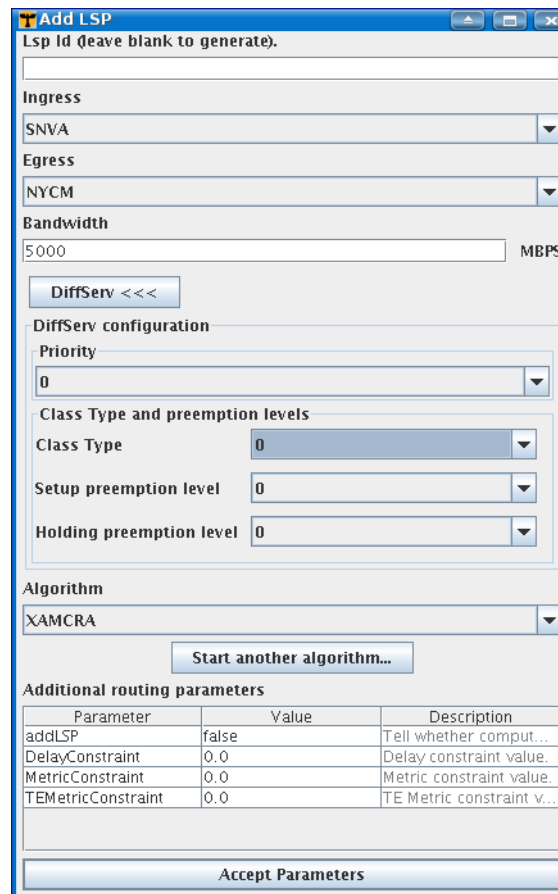 Add LSP
Lsp Id (leave blank to generate).
Ingress
SNVA
Egress
NYCM
Bandwidth
5000 MBPS
DiffServ <<<
DiffServ configuration
Priority
0
Class Type and preemption levels
Class Type 0
Setup preemption level 0
Holding preemption level 0
Algorithm
XAMCRA
Start another algorithm...
Additional routing parameters
Parameter Value Description
addLSP false Tell whether comput...
DelayConstraint 0.0 Delay constraint value.
MetricConstraint 0.0 Metric constraint value.
TEMetricConstraint 0.0 TE Metric constraint v...
Accept Parameters